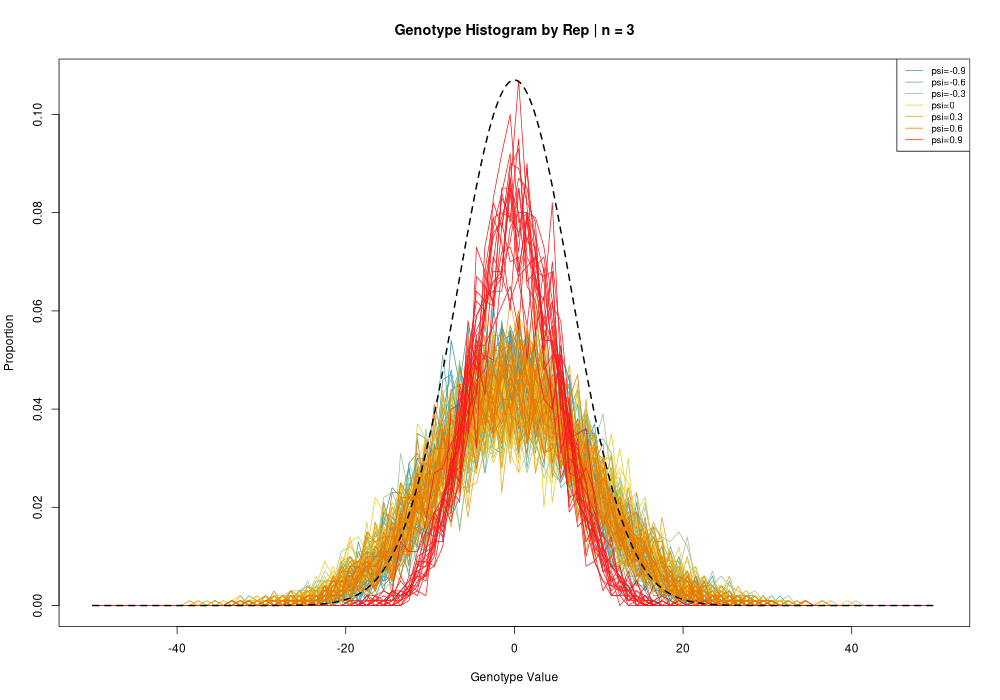 Genotype Histogram by Rep | n = 3
psi=-0.9
psi=-0.6
psi=-0.3
psi=0
psi=0.3
psi=0.6
psi=0.9
Proportion
0.10
0.08
0.06
0.04
0.02
0.00
-40
-20
0
20
40
Genotype Value